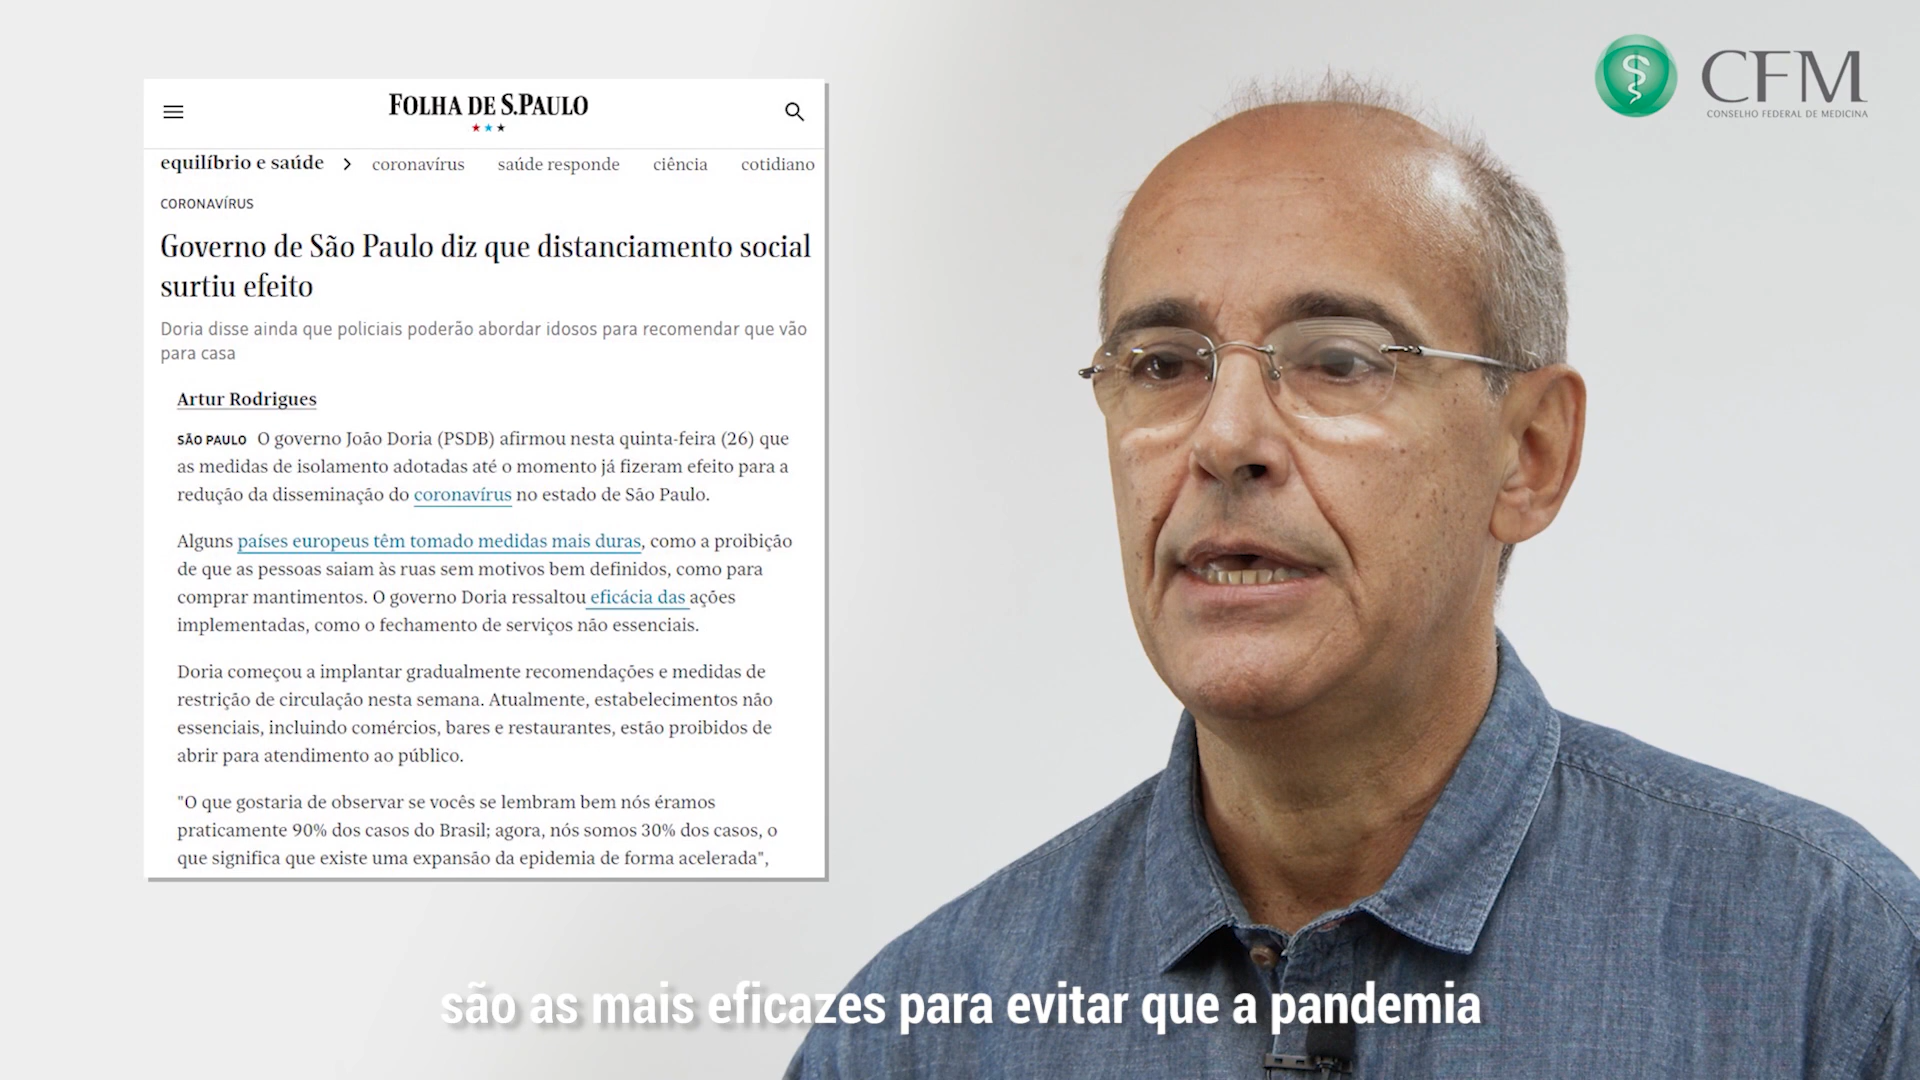 FOLHA DE S.PAULO
equilíbrio e saúde > coronavírus saúde responde ciência cotidiano
CORONAVÍRUS
Governo de São Paulo diz que distanciamento social
surtiu efeito
Doria disse ainda que policiais poderão abordar idosos para recomendar que vão
para casa
Artur Rodrigues
SÃO PAULO O governo João Doria (PSDB) afirmou nesta quinta-feira (26) que
as medidas de isolamento adotadas até o momento já fizeram efeito para a
redução da disseminação do coronavírus no estado de São Paulo.
Alguns países europeus têm tomado medidas mais duras, como a proibição
de que as pessoas saiam às ruas sem motivos bem definidos, como para
comprar mantimentos. O governo Doria ressaltou eficácia das ações
implementadas, como o fechamento de serviços não essenciais.
Doria começou a implantar gradualmente recomendações e medidas de
restrição de circulação nesta semana. Atualmente, estabelecimentos não
essenciais, incluindo comércios, bares e restaurantes, estão proibidos de
abrir para atendimento ao público.
"O que gostaria de observar se vocês se lembram bem nós éramos
praticamente 90% dos casos do Brasil; agora, nós somos 30% dos casos, o
que significa que existe uma expansão da epidemia de forma acelerada",
CFM
CONSELHO FEDERAL DE MEDICINA
são as mais eficazes para evitar que a pandemia